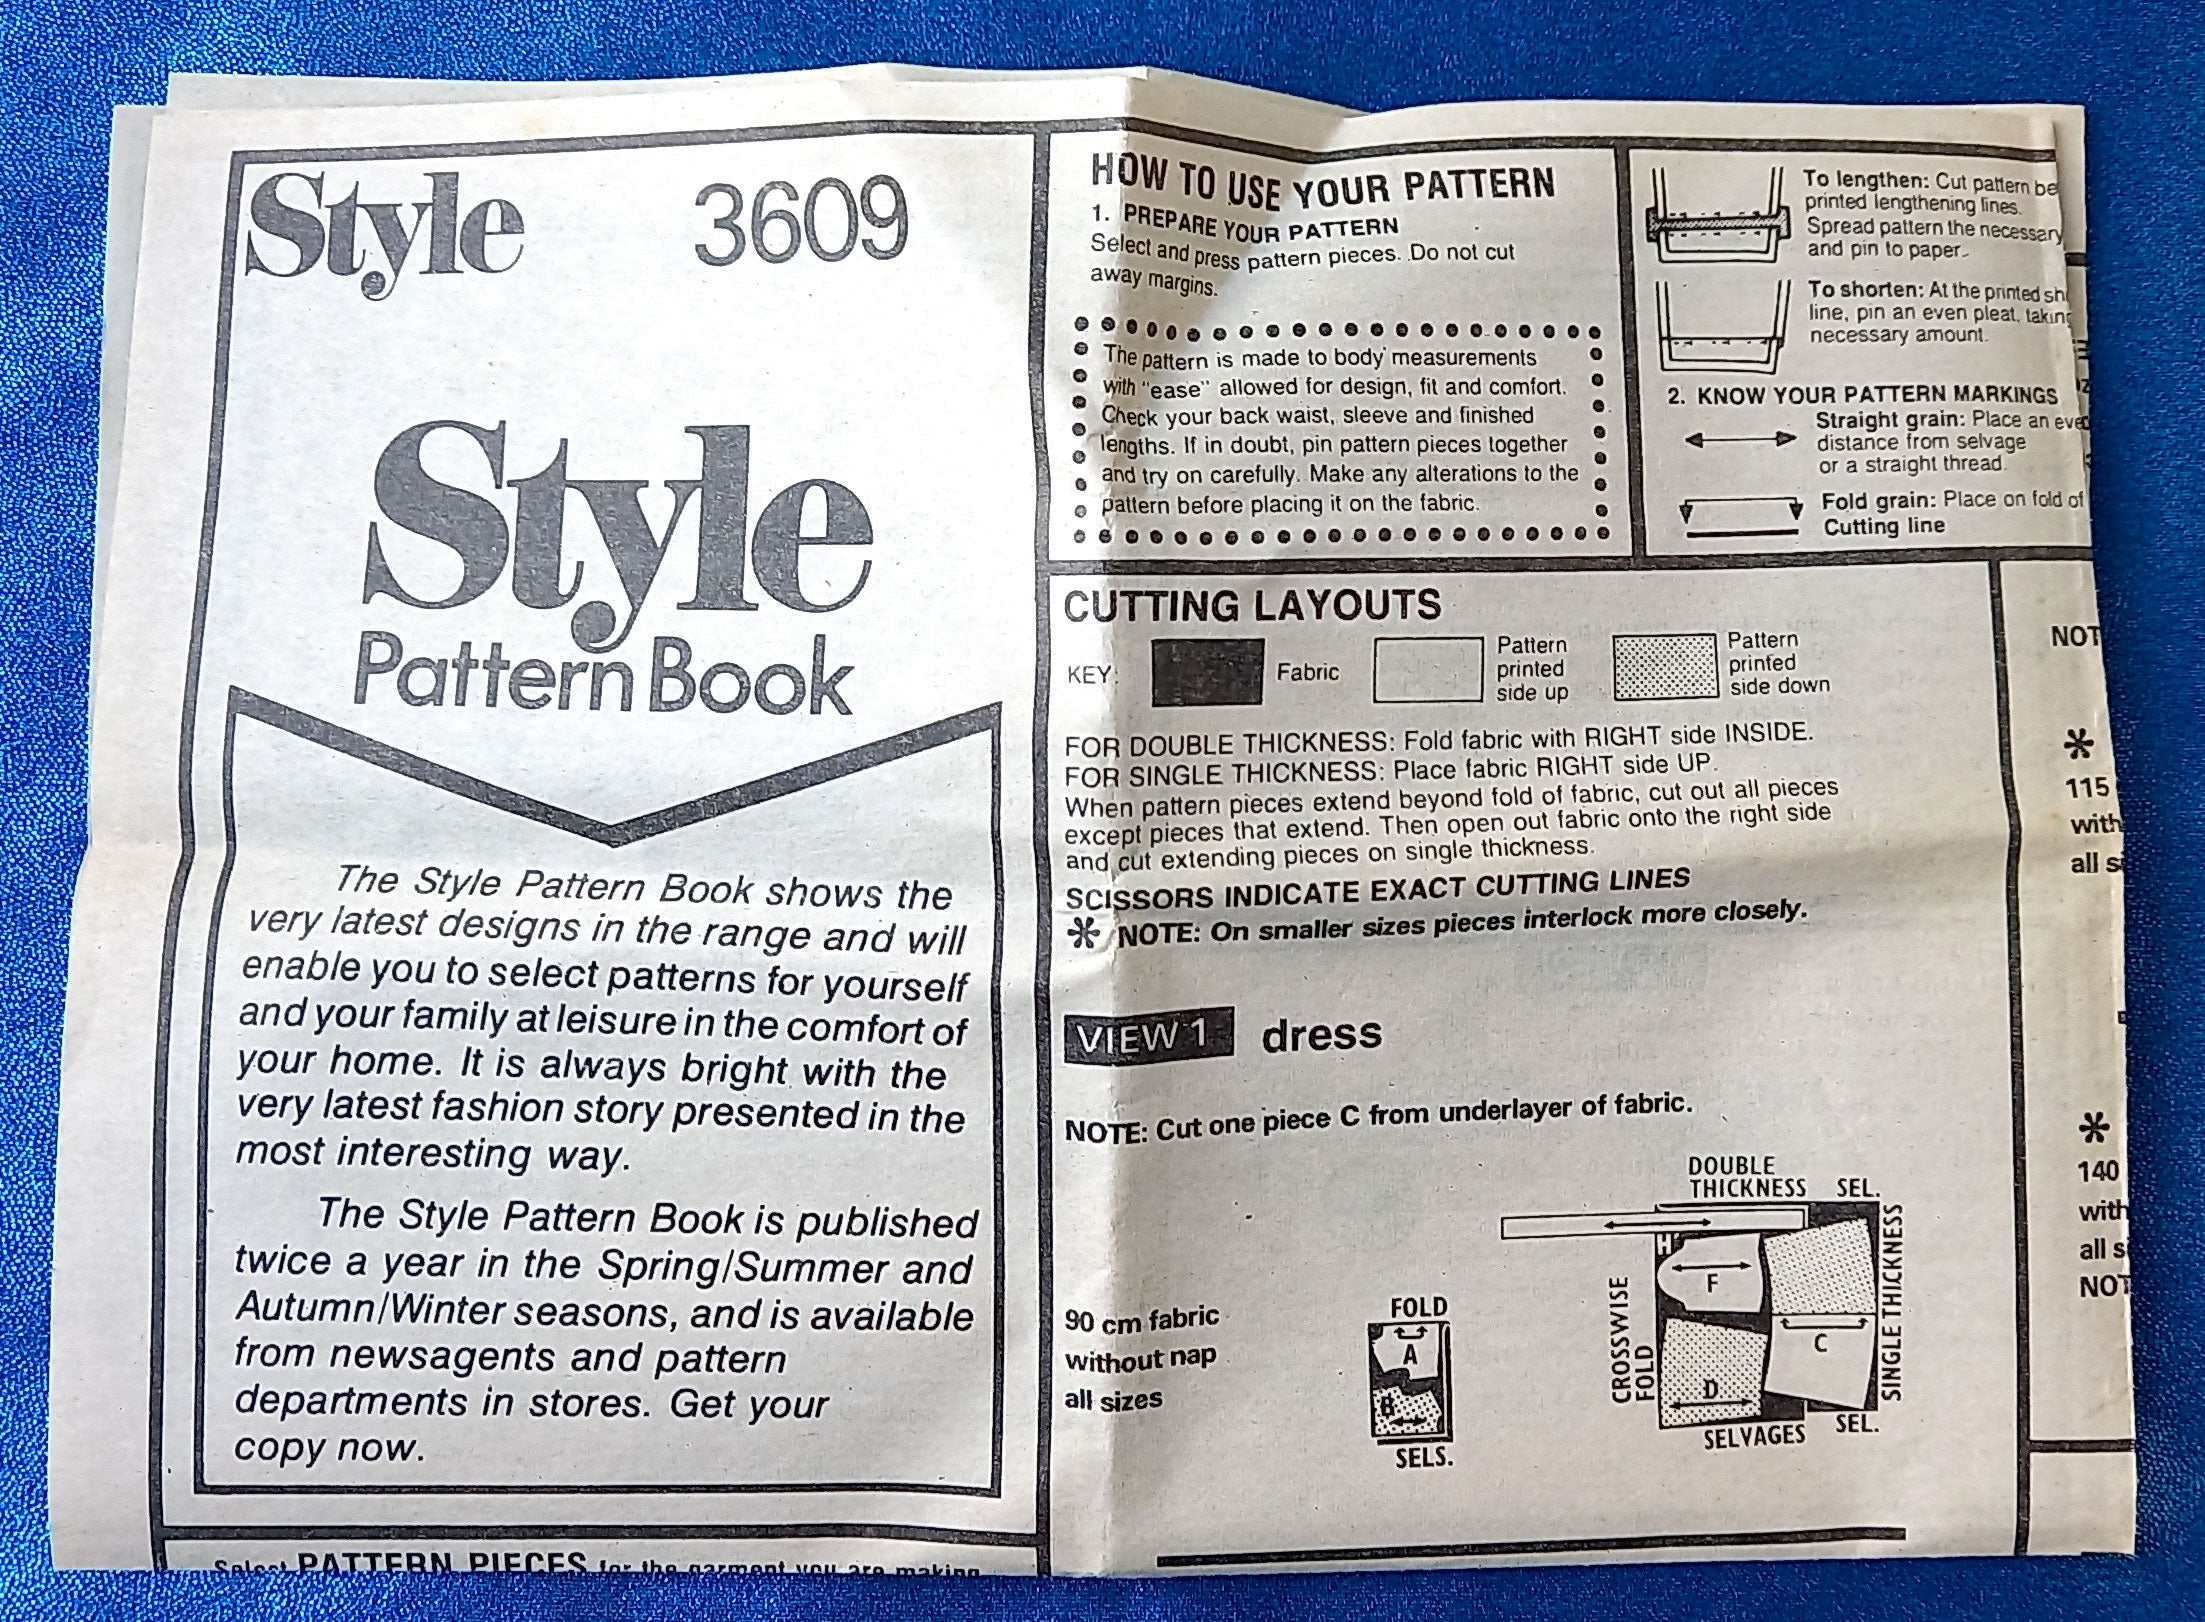 Style 3609
Style
Pattern Book
The Style Pattern Book shows the
very latest designs in the range and will
enable you to select patterns for yourself
and your family at leisure in the comfort of
your home. It is always bright with the
very latest fashion story presented in the
most interesting way.
The Style Pattern Book is published
twice a year in the Spring/Summer and
Autumn/Winter seasons, and is available
from newsagents and pattern
departments in stores. Get your
copy now.
Select PATTERN PIECES for the garment you are making
HOW TO USE YOUR PATTERN
1. PREPARE YOUR PATTERN
Select and press pattern pieces. Do not cut
away margins.
The pattern is made to body measurements
with "ease" allowed for design, fit and comfort.
Check your back waist, sleeve and finished
lengths. If in doubt, pin pattern pieces together
and try on carefully. Make any alterations to the
pattern before placing it on the fabric.
To lengthen: Cut pattern be
printed lengthening lines.
Spread pattern the necessary
and pin to paper.
To shorten: At the printed sh
line, pin an even pleat, taking
necessary amount.
2. KNOW YOUR PATTERN MARKINGS
Straight grain: Place an even
distance from selvage
or a straight thread.
Fold grain: Place on fold of
Cutting line
CUTTING LAYOUTS
KEY:
Fabric
Pattern
printed
side up
Pattern
printed
side down
FOR DOUBLE THICKNESS: Fold fabric with RIGHT side INSIDE.
FOR SINGLE THICKNESS: Place fabric RIGHT side UP.
When pattern pieces extend beyond fold of fabric, cut out all pieces
except pieces that extend. Then open out fabric onto the right side
and cut extending pieces on single thickness.
SCISSORS INDICATE EXACT CUTTING LINES
* NOTE: On smaller sizes pieces interlock more closely.
VIEW 1 dress
NOTE: Cut one piece C from underlayer of fabric.
90 cm fabric
without nap
all sizes
FOLD
A
B
SELS.
DOUBLE
THICKNESS
SEL.
H
F
C
D
CROSSWISE
FOLD
SINGLE THICKNESS
SELVAGES
SEL.
NOT
*
115
with
all si
*
140
with
all s
NOT